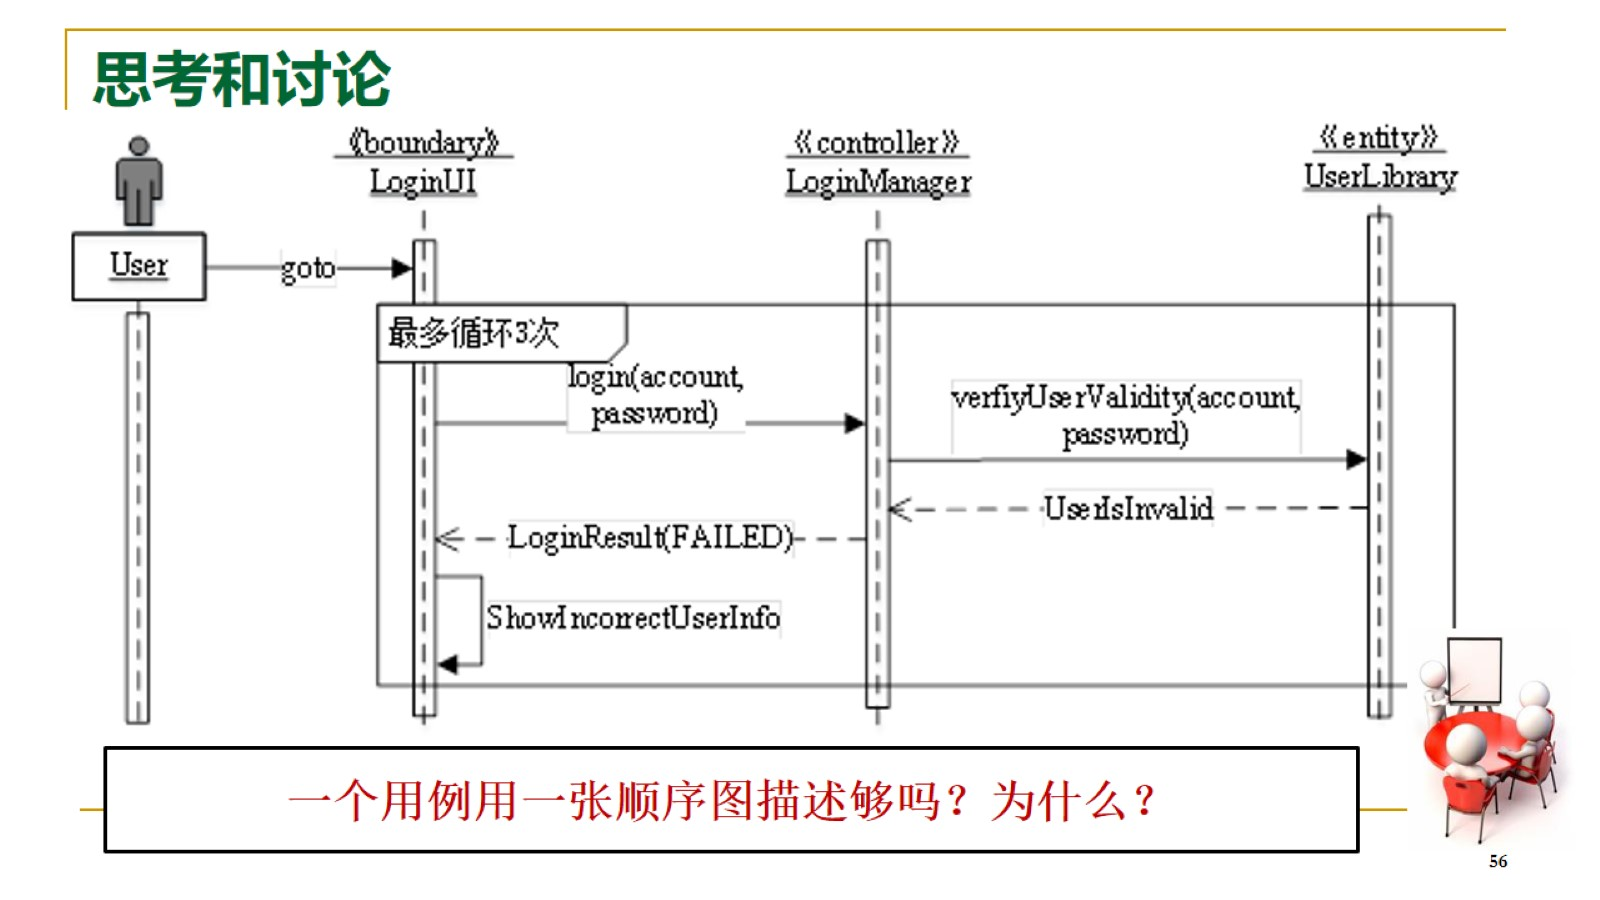 思考和讨论
《boundary》
LoginUI
《controller》
LoginManager
《entity》
UserLibrary
User
goto
最多循环3次
login(account,
password)
verfiyUserValidity(account,
password)
UserIsInvalid
LoginResult(FAILED)
ShowIncorrectUserInfo
一个用例用一张顺序图描述够吗？为什么？
56